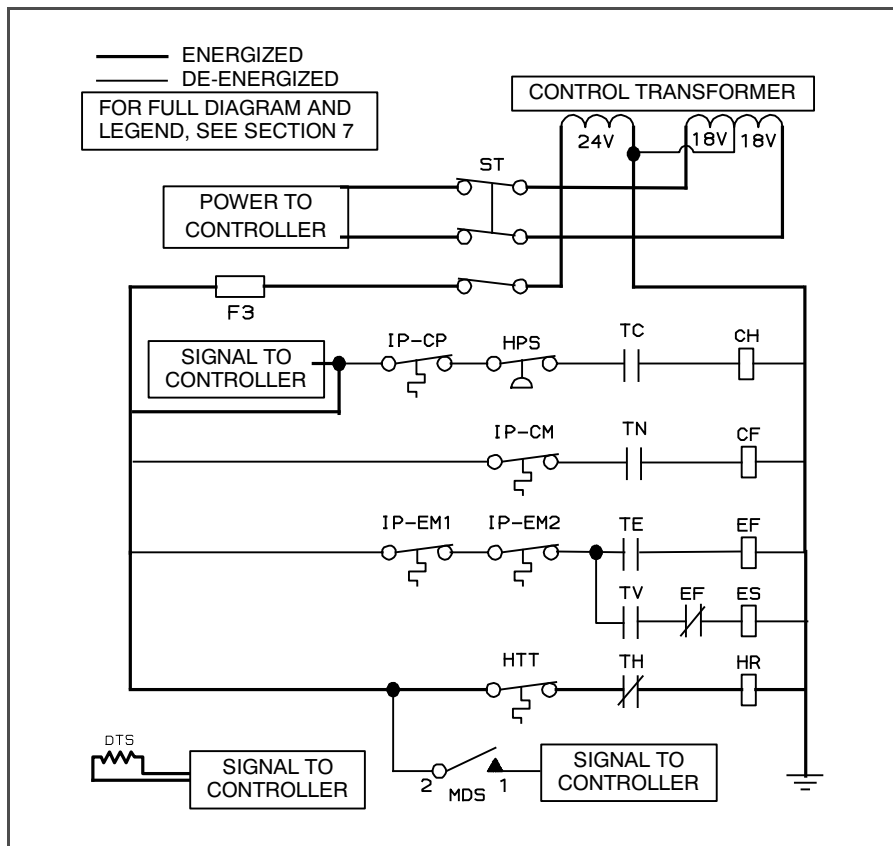 ENERGIZED
DE-ENERGIZED
FOR FULL DIAGRAM AND
LEGEND, SEE SECTION 7
CONTROL TRANSFORMER
24V
18V
18V
ST
POWER TO
CONTROLLER
F3
SIGNAL TO
CONTROLLER
IP-CP
HPS
TC
CH
IP-CM
TN
CF
IP-EM1
IP-EM2
TE
EF
TV
EF
ES
HTT
TH
HR
DTS
SIGNAL TO
CONTROLLER
2
MDS
1
SIGNAL TO
CONTROLLER